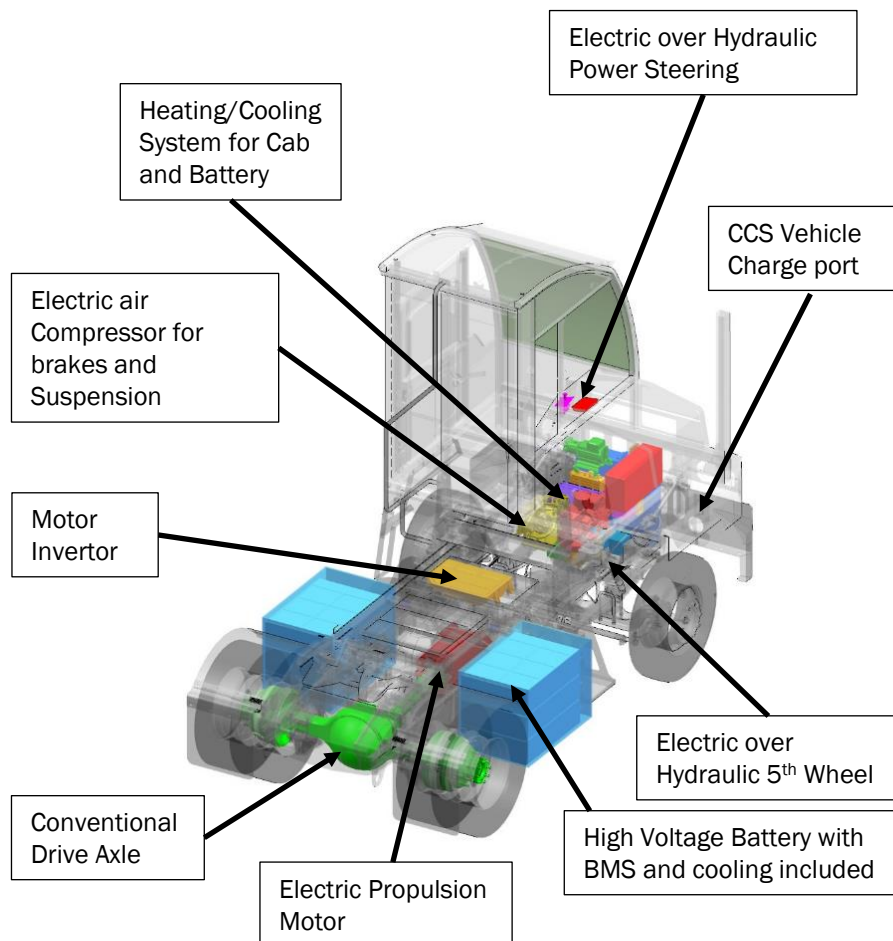 Electric over Hydraulic
Power Steering
Heating/Cooling
System for Cab
and Battery
CCS Vehicle
Charge port
Electric air
Compressor for
brakes and
Suspension
Motor
Invertor
Electric over
Hydraulic 5th Wheel
Conventional
Drive Axle
High Voltage Battery with
BMS and cooling included
Electric Propulsion
Motor